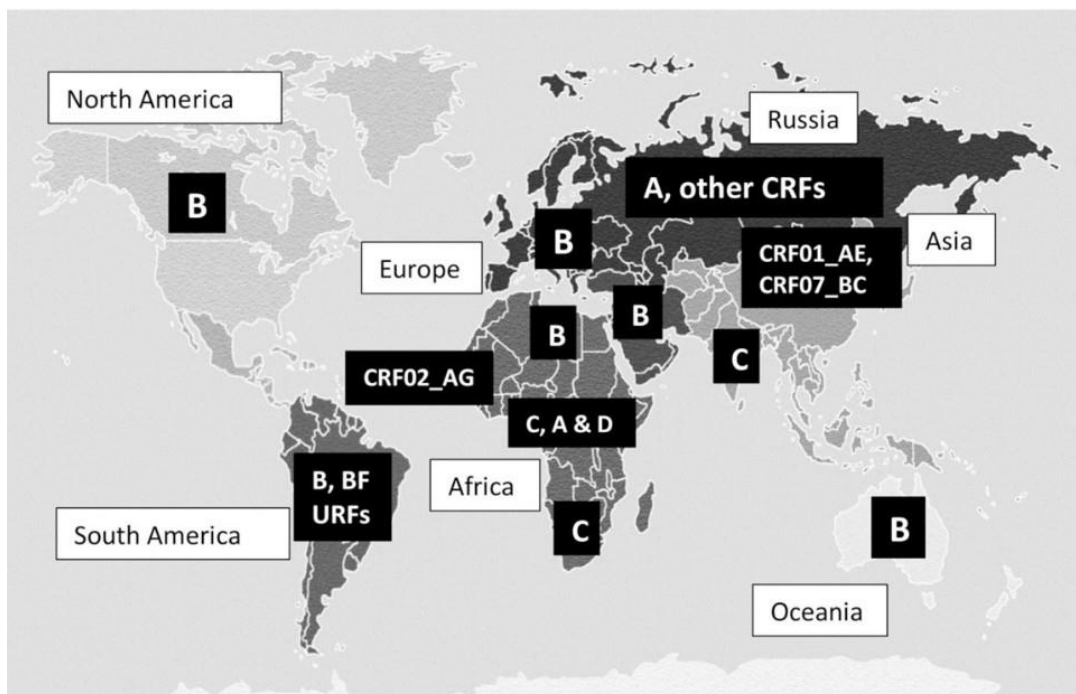 North America
Russia
A, other CRFs
B
B
Asia
Europe
CRF01_AE,
CRF07_BC
B
B
C
CRF02_AG
C, A & D
B, BF
URFs
Africa
South America
C
B
Oceania